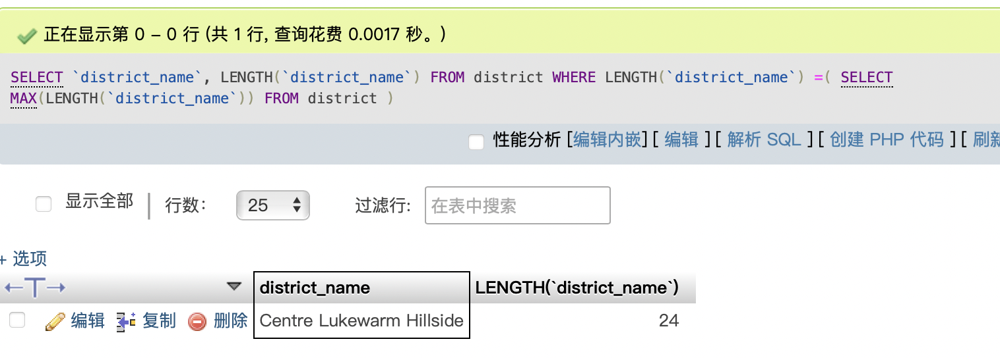 正在显示第 0 – 0 行 (共 1 行, 查询花费 0.0017 秒。)
SELECT `district_name`, LENGTH(`district_name`) FROM district WHERE LENGTH(`district_name`) =( SELECT
MAX(LENGTH(`district_name`)) FROM district )
性能分析 [编辑内嵌] [ 编辑 ] [ 解析 SQL ] [ 创建 PHP 代码 ] [ 刷新
显示全部 | 行数: 25 过滤行: 在表中搜索
+ 选项
←T→ district_name LENGTH(`district_name`)
编辑 复制 删除 Centre Lukewarm Hillside 24